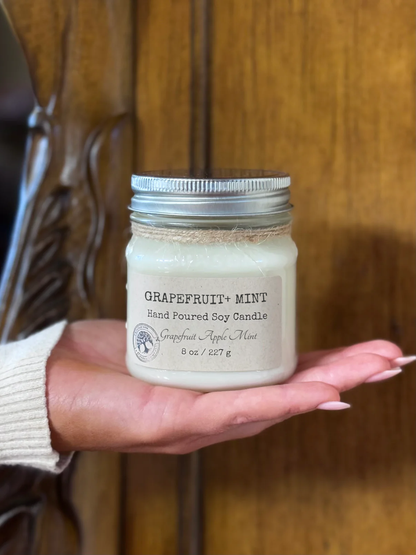 GRAPEFRUIT+ MINT
Hand Poured Soy Candle
Grapefruit Apple Mint
8 oz / 227 g